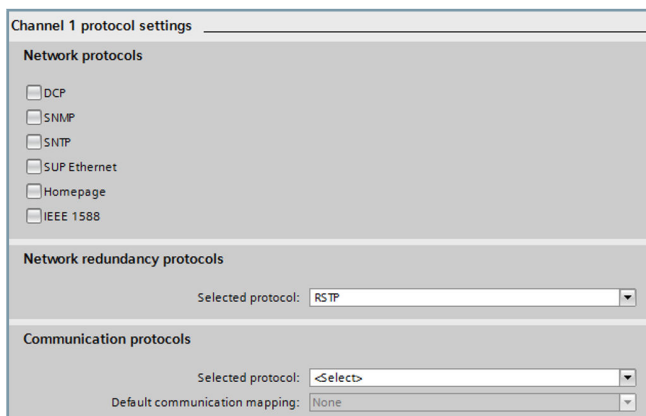 Channel 1 protocol settings
Network protocols
DCP
SNMP
SNTP
SUP Ethernet
Homepage
IEEE 1588
Network redundancy protocols
Selected protocol: RSTP
Communication protocols
Selected protocol: <Select>
Default communication mapping: None